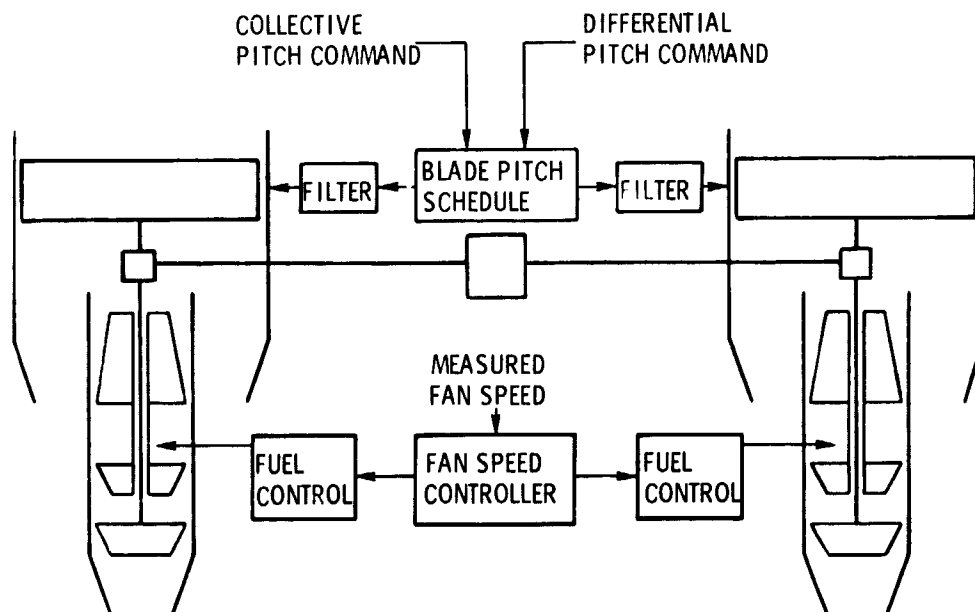 COLLECTIVE
PITCH COMMAND
DIFFERENTIAL
PITCH COMMAND
FILTER
BLADE PITCH
SCHEDULE
FILTER
MEASURED
FAN SPEED
FUEL
CONTROL
FAN SPEED
CONTROLLER
FUEL
CONTROL